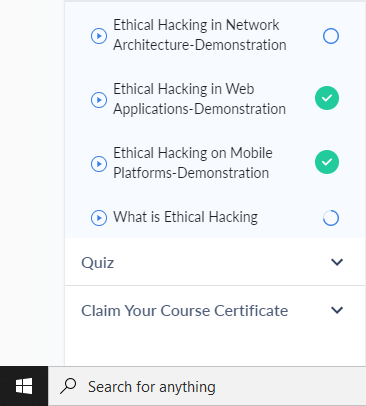 Ethical Hacking in Network
Architecture-Demonstration
Ethical Hacking in Web
Applications-Demonstration
Ethical Hacking on Mobile
Platforms-Demonstration
What is Ethical Hacking
Quiz
Claim Your Course Certificate
Search for anything